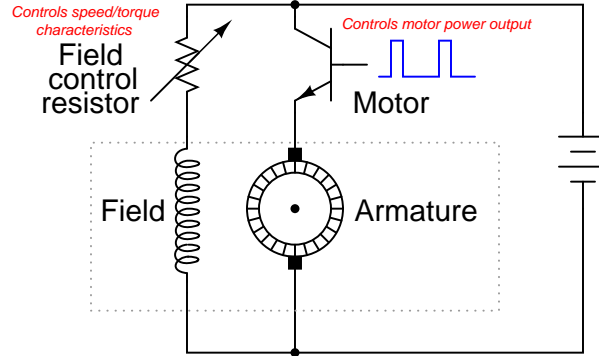 Controls speed/torque
characteristics
Field
control
resistor
Controls motor power output
Motor
Field
Armature